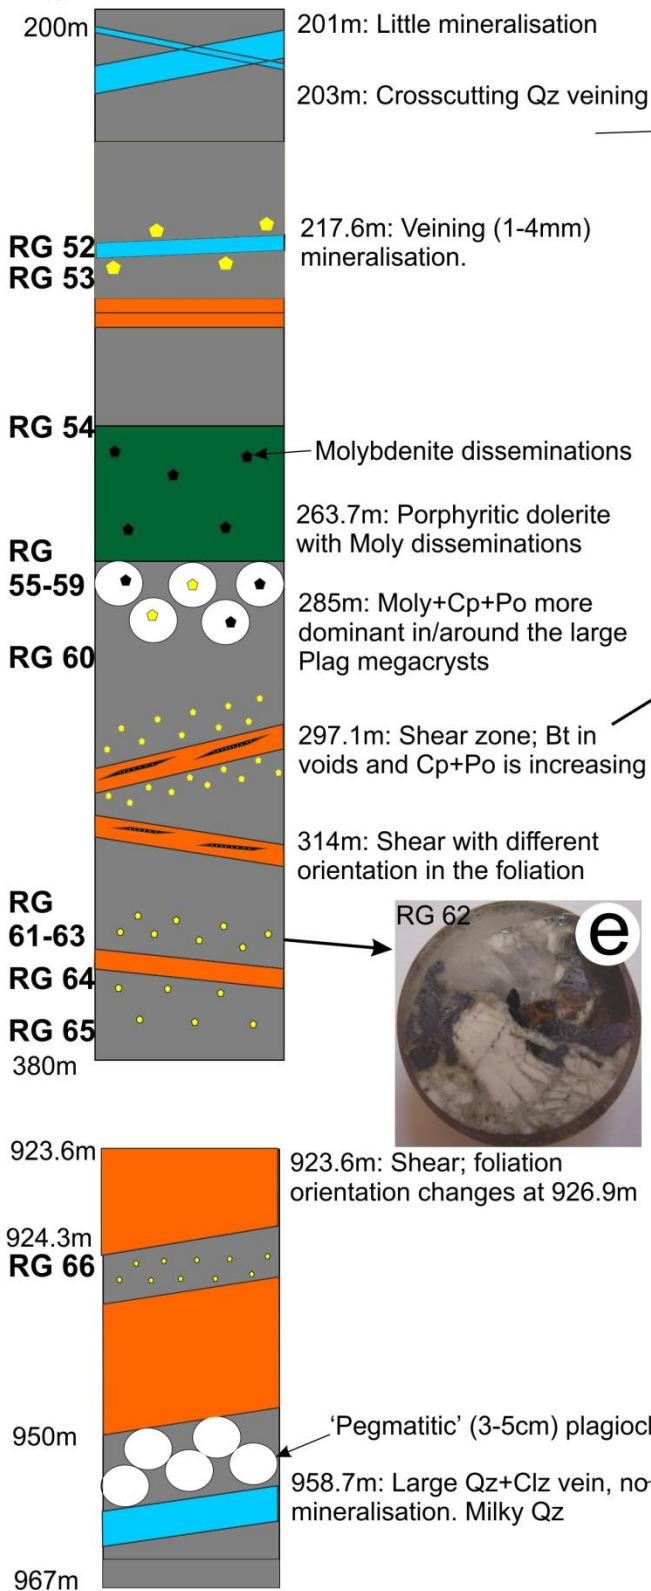 200m
201m: Little mineralisation
203m: Crosscutting Qz veining
RG 52
RG 53
217.6m: Veining (1-4mm)
mineralisation.
RG 54
Molybdenite disseminations
263.7m: Porphyritic dolerite
with Moly disseminations
RG
55-59
285m: Moly+Cp+Po more
dominant in/around the large
Plag megacrysts
RG 60
297.1m: Shear zone; Bt in
voids and Cp+Po is increasing
314m: Shear with different
orientation in the foliation
RG
61-63
RG 62
e
RG 64
RG 65
380m
923.6m
923.6m: Shear; foliation
orientation changes at 926.9m
924.3m
RG 66
950m
'Pegmatitic' (3-5cm) plagiocl
958.7m: Large Qz+Clz vein, no
mineralisation. Milky Qz
967m